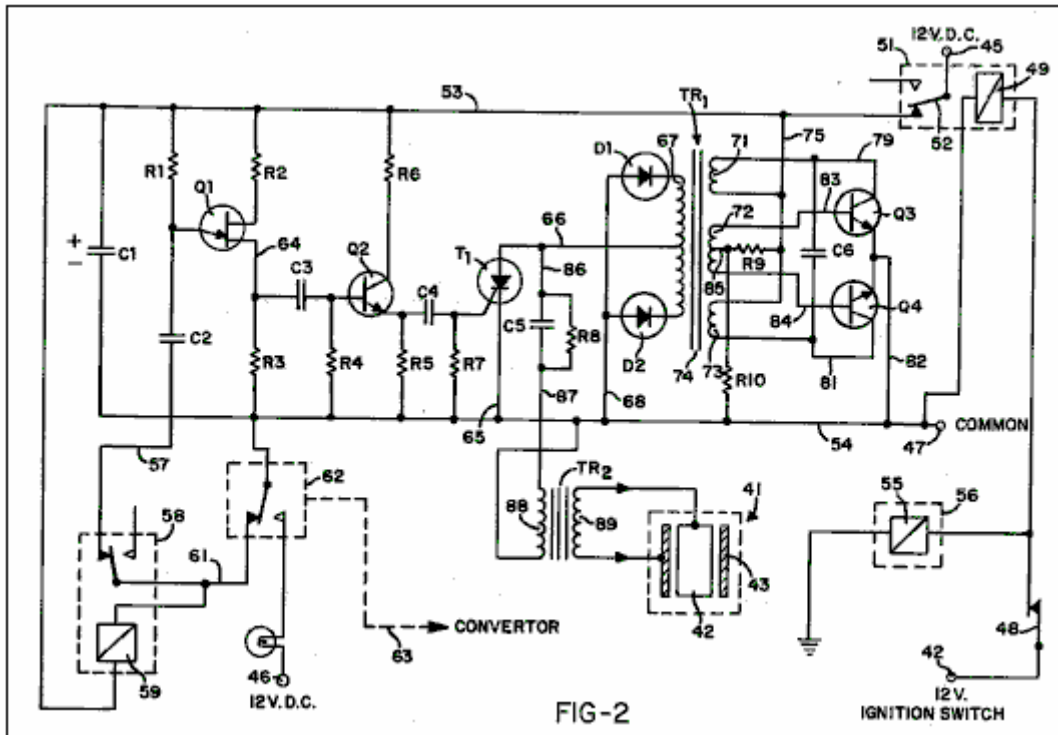 12V. D.C.
51
45
49
53
TR1
52
75
D1
67
71
79
R1
R2
R6
83
Q1
72
Q3
+
-
C1
64
Q2
T1
66
86
R9
C6
C3
C4
85
84
Q4
C5
R8
D2
C2
R3
R4
R5
R7
73
74
R10
81
82
87
65
68
54
COMMON
47
57
62
TR2
58
88
89
41
55
56
61
43
42
48
63
CONVERTOR
42
59
46
12V. D.C.
12V.
IGNITION SWITCH
FIG-2